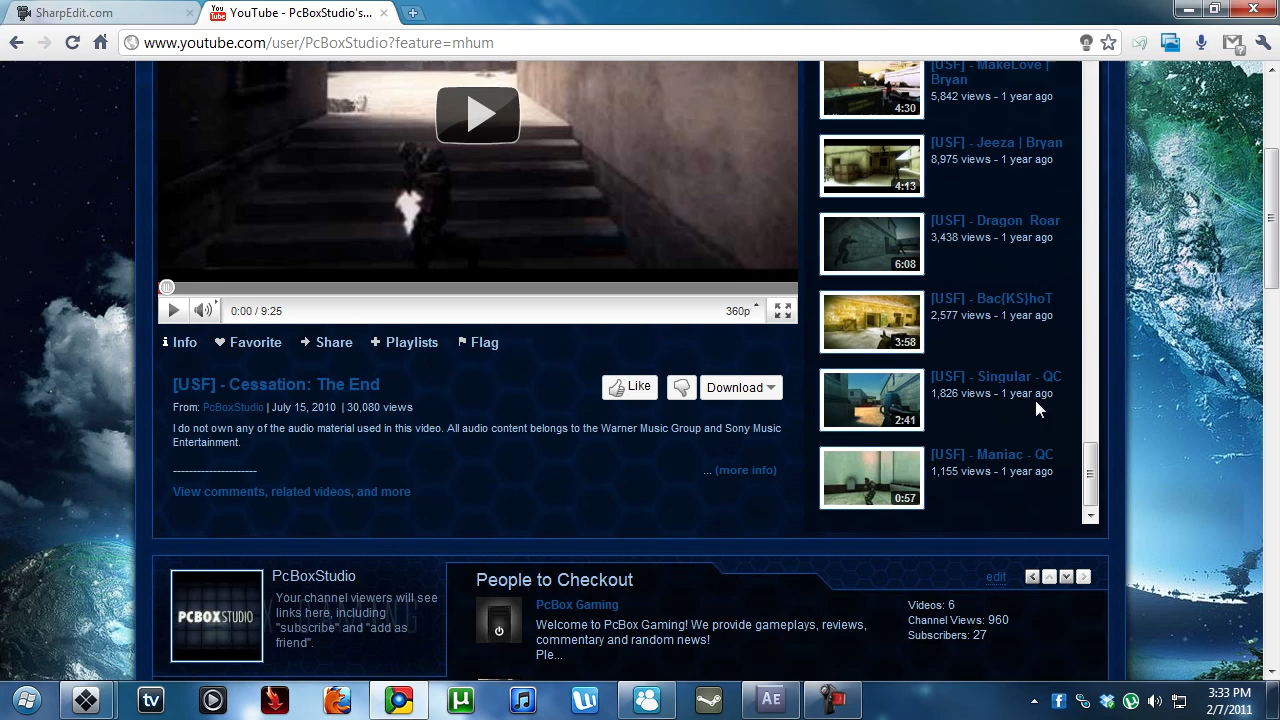 SharpEdit.com
YouTube - PcBoxStudio's...
www.youtube.com/user/PcBoxStudio?feature=mhum
[USF] - MakeLove |
Bryan
5,842 views - 1 year ago
4:30
[USF] - Jeeza | Bryan
8,975 views - 1 year ago
4:13
[USF] - Dragon Roar
3,438 views - 1 year ago
6:08
[USF] - Bac{KS}hoT
2,577 views - 1 year ago
3:58
[USF] - Singular - QC
1,826 views - 1 year ago
2:41
[USF] - Maniac - QC
1,155 views - 1 year ago
0:57
0:00 / 9:25
360p
Info Favorite Share Playlists Flag
[USF] - Cessation: The End
Like
Download
From: PcBoxStudio | July 15, 2010 | 30,080 views
I do not own any of the audio material used in this video. All audio content belongs to the Warner Music Group and Sony Music
Entertainment.
---------------------
... (more info)
View comments, related videos, and more
PCBOXSTUDIO
PcBoxStudio
Your channel viewers will see
links here, including
"subscribe" and "add as
friend".
People to Checkout
edit
PcBox Gaming
Welcome to PcBox Gaming! We provide gameplays, reviews,
commentary and random news!
Ple...
Videos: 6
Channel Views: 960
Subscribers: 27
tv
AE
3:33 PM
2/7/2011